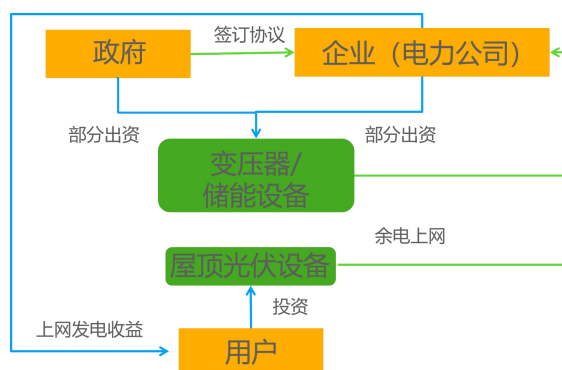 签订协议
政府
企业（电力公司）
部分出资
部分出资
变压器/
储能设备
余电上网
屋顶光伏设备
投资
上网发电收益
用户